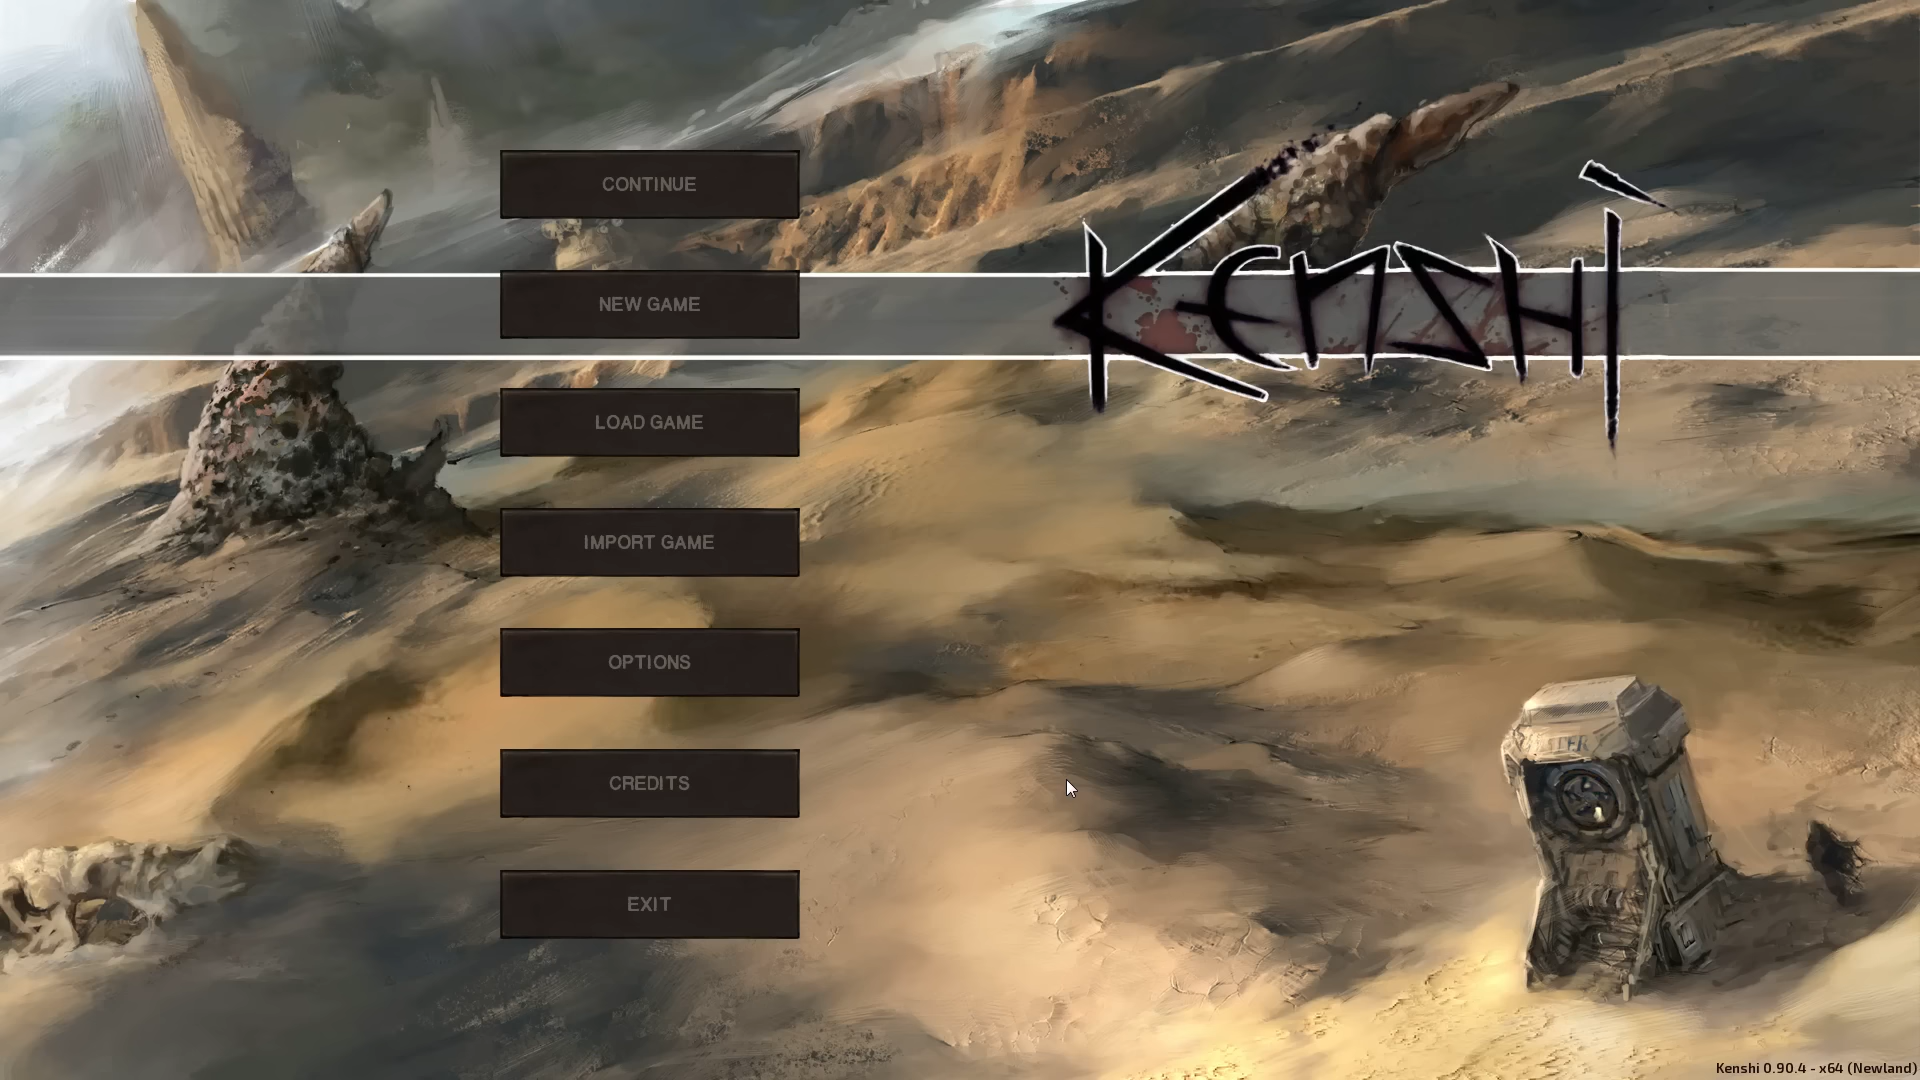 CONTINUE
NEW GAME
KENSHI
LOAD GAME
IMPORT GAME
OPTIONS
CREDITS
EXIT
Kenshi 0.90.4 - x64 (Newland)